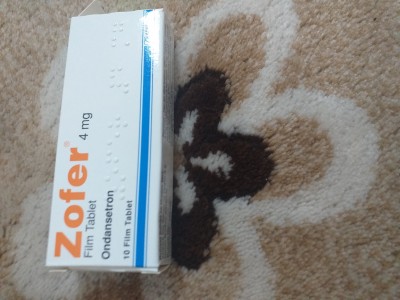 Zofer® 4 mg
Film Tablet
Ondansetron
10 Film Tablet